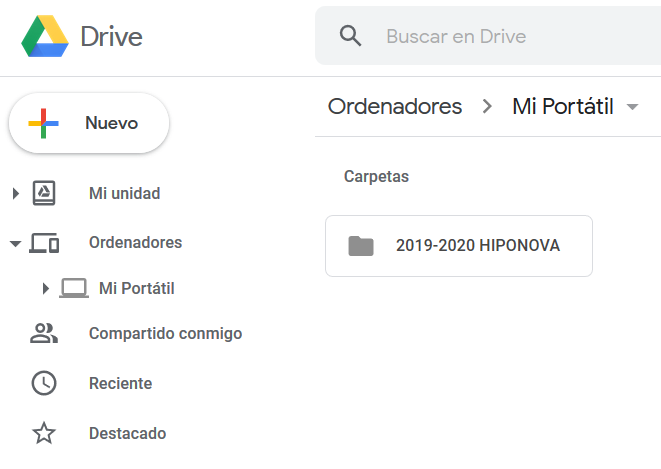 Drive
Buscar en Drive
Nuevo
Ordenadores > Mi Portátil
Mi unidad
Ordenadores
Mi Portátil
Compartido conmigo
Reciente
Destacado
Carpetas
2019-2020 HIPONOVA